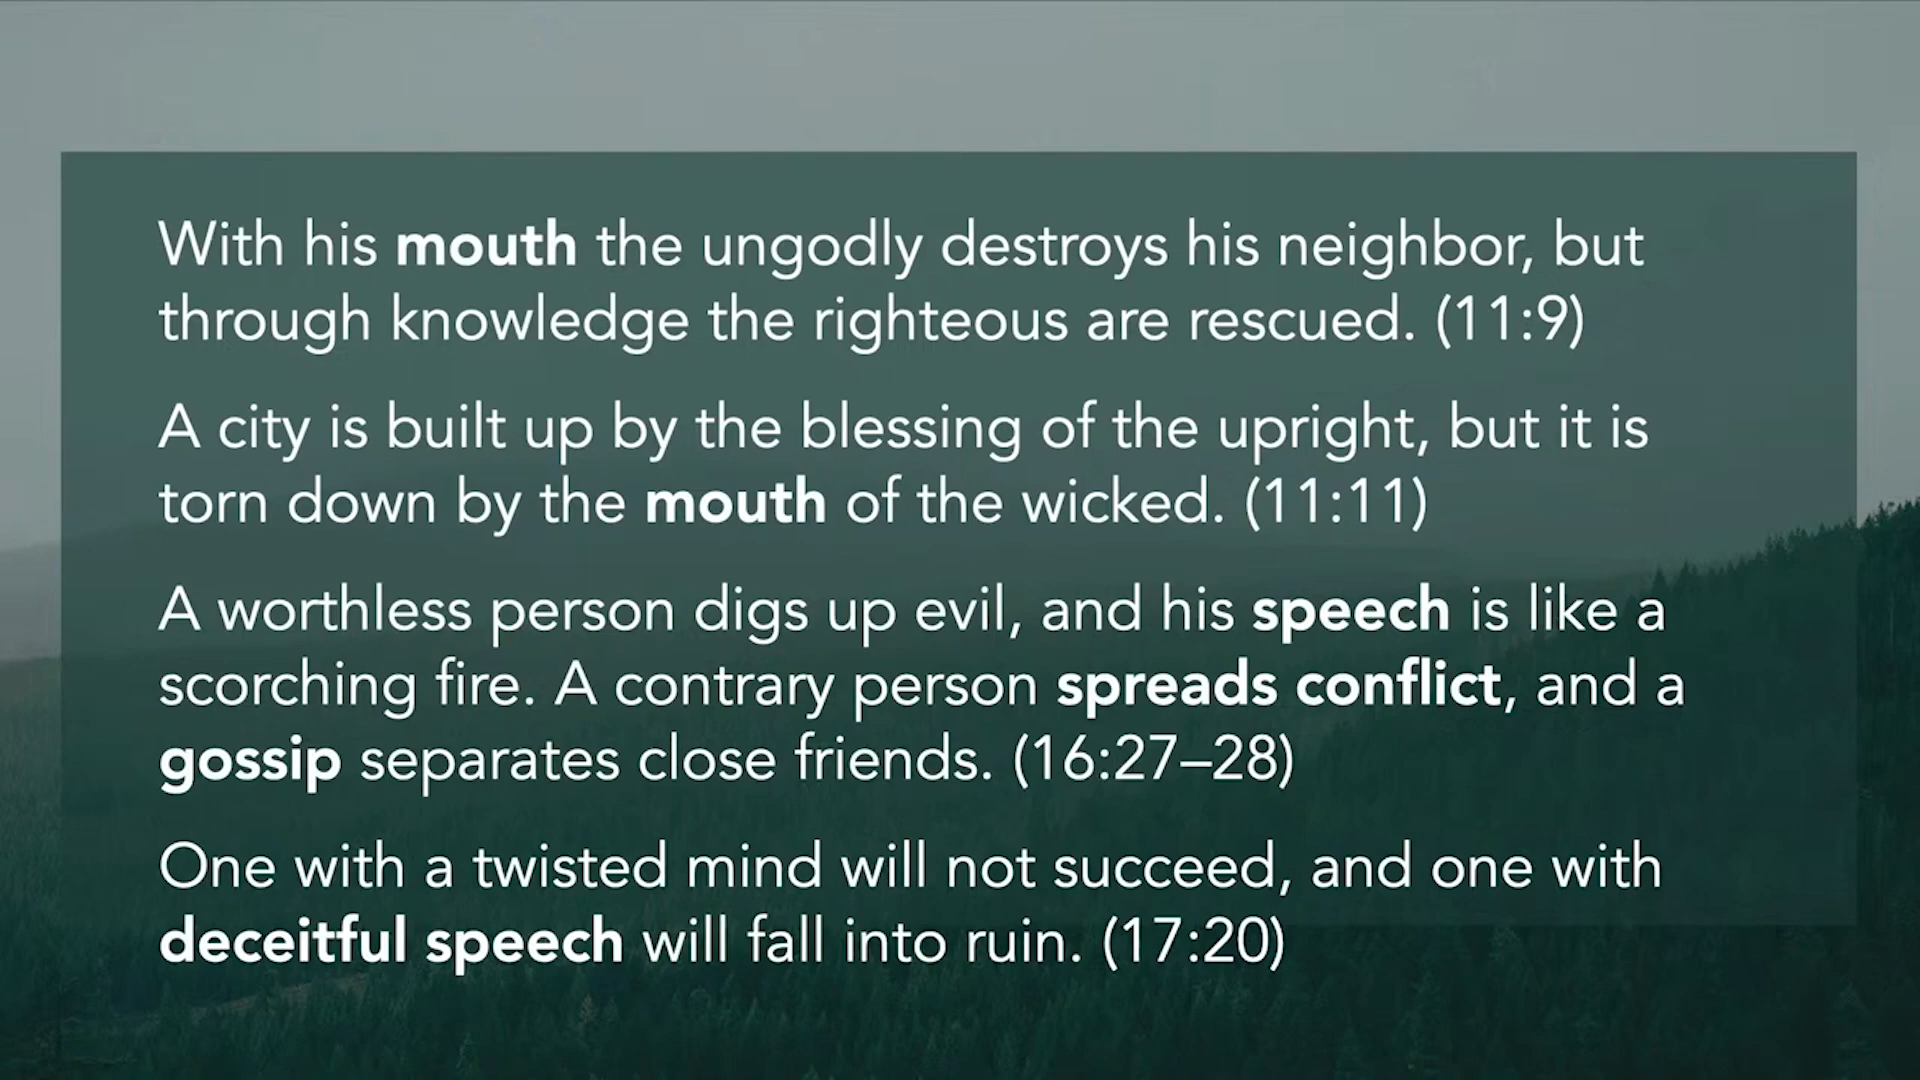 With his mouth the ungodly destroys his neighbor, but
through knowledge the righteous are rescued. (11:9)
A city is built up by the blessing of the upright, but it is
torn down by the mouth of the wicked. (11:11)
A worthless person digs up evil, and his speech is like a
scorching fire. A contrary person spreads conflict, and a
gossip separates close friends. (16:27–28)
One with a twisted mind will not succeed, and one with
deceitful speech will fall into ruin. (17:20)